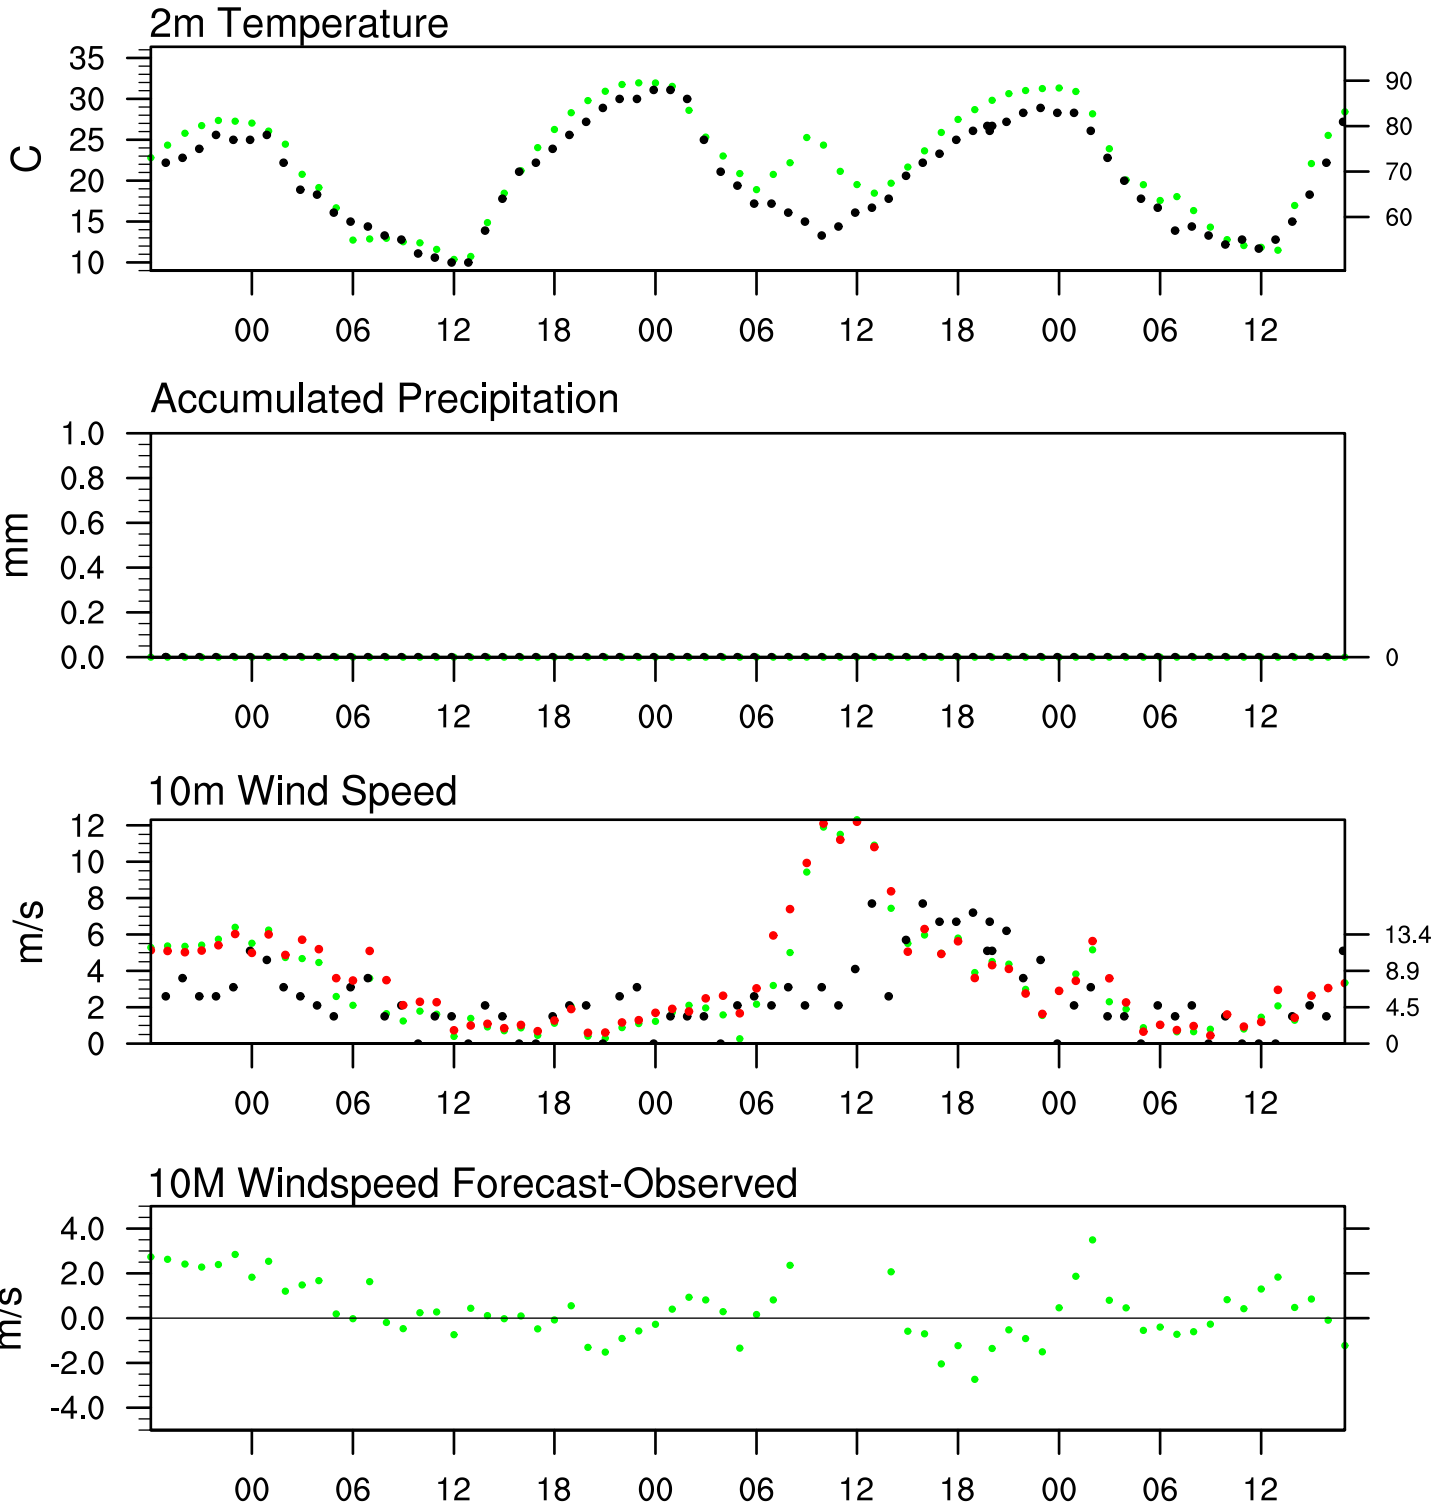 2m Temperature
35
30
25
20
15
10
C
90
80
70
60
00 06 12 18 00 06 12 18 00 06 12
Accumulated Precipitation
1.0
0.8
0.6
0.4
0.2
0.0
mm
0
00 06 12 18 00 06 12 18 00 06 12
10m Wind Speed
12
10
8
6
4
2
0
m/s
13.4
8.9
4.5
0
00 06 12 18 00 06 12 18 00 06 12
10M Windspeed Forecast-Observed
4.0
2.0
0.0
-2.0
-4.0
m/s
00 06 12 18 00 06 12 18 00 06 12